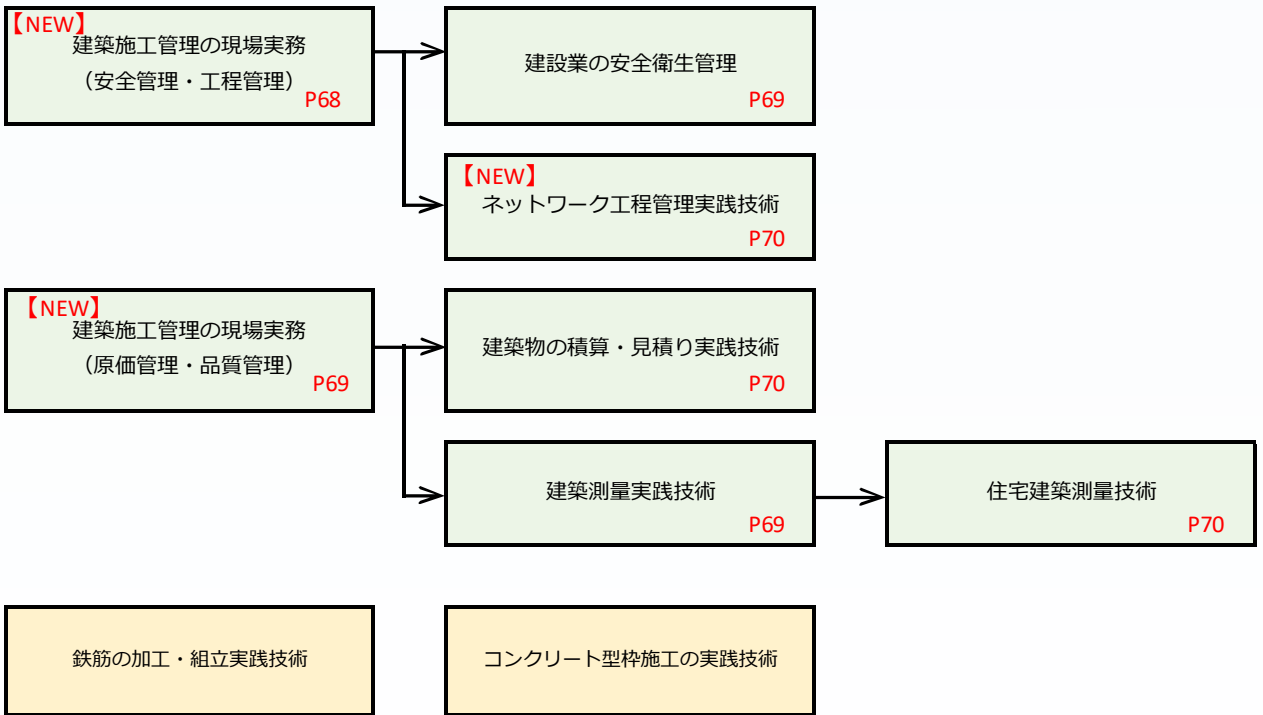 【NEW】
建築施工管理の現場実務
（安全管理・工程管理）
P68
建設業の安全衛生管理
P69
【NEW】
ネットワーク工程管理実践技術
P70
【NEW】
建築施工管理の現場実務
（原価管理・品質管理）
P69
建築物の積算・見積り実践技術
P70
建築測量実践技術
P69
住宅建築測量技術
P70
鉄筋の加工・組立実践技術
コンクリート型枠施工の実践技術